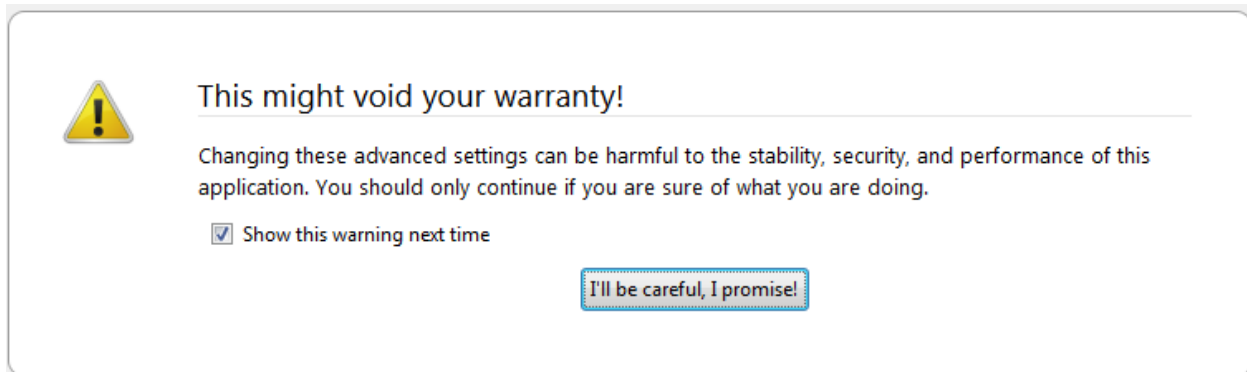 This might void your warranty!
Changing these advanced settings can be harmful to the stability, security, and performance of this
application. You should only continue if you are sure of what you are doing.
Show this warning next time
I'll be careful, I promise!